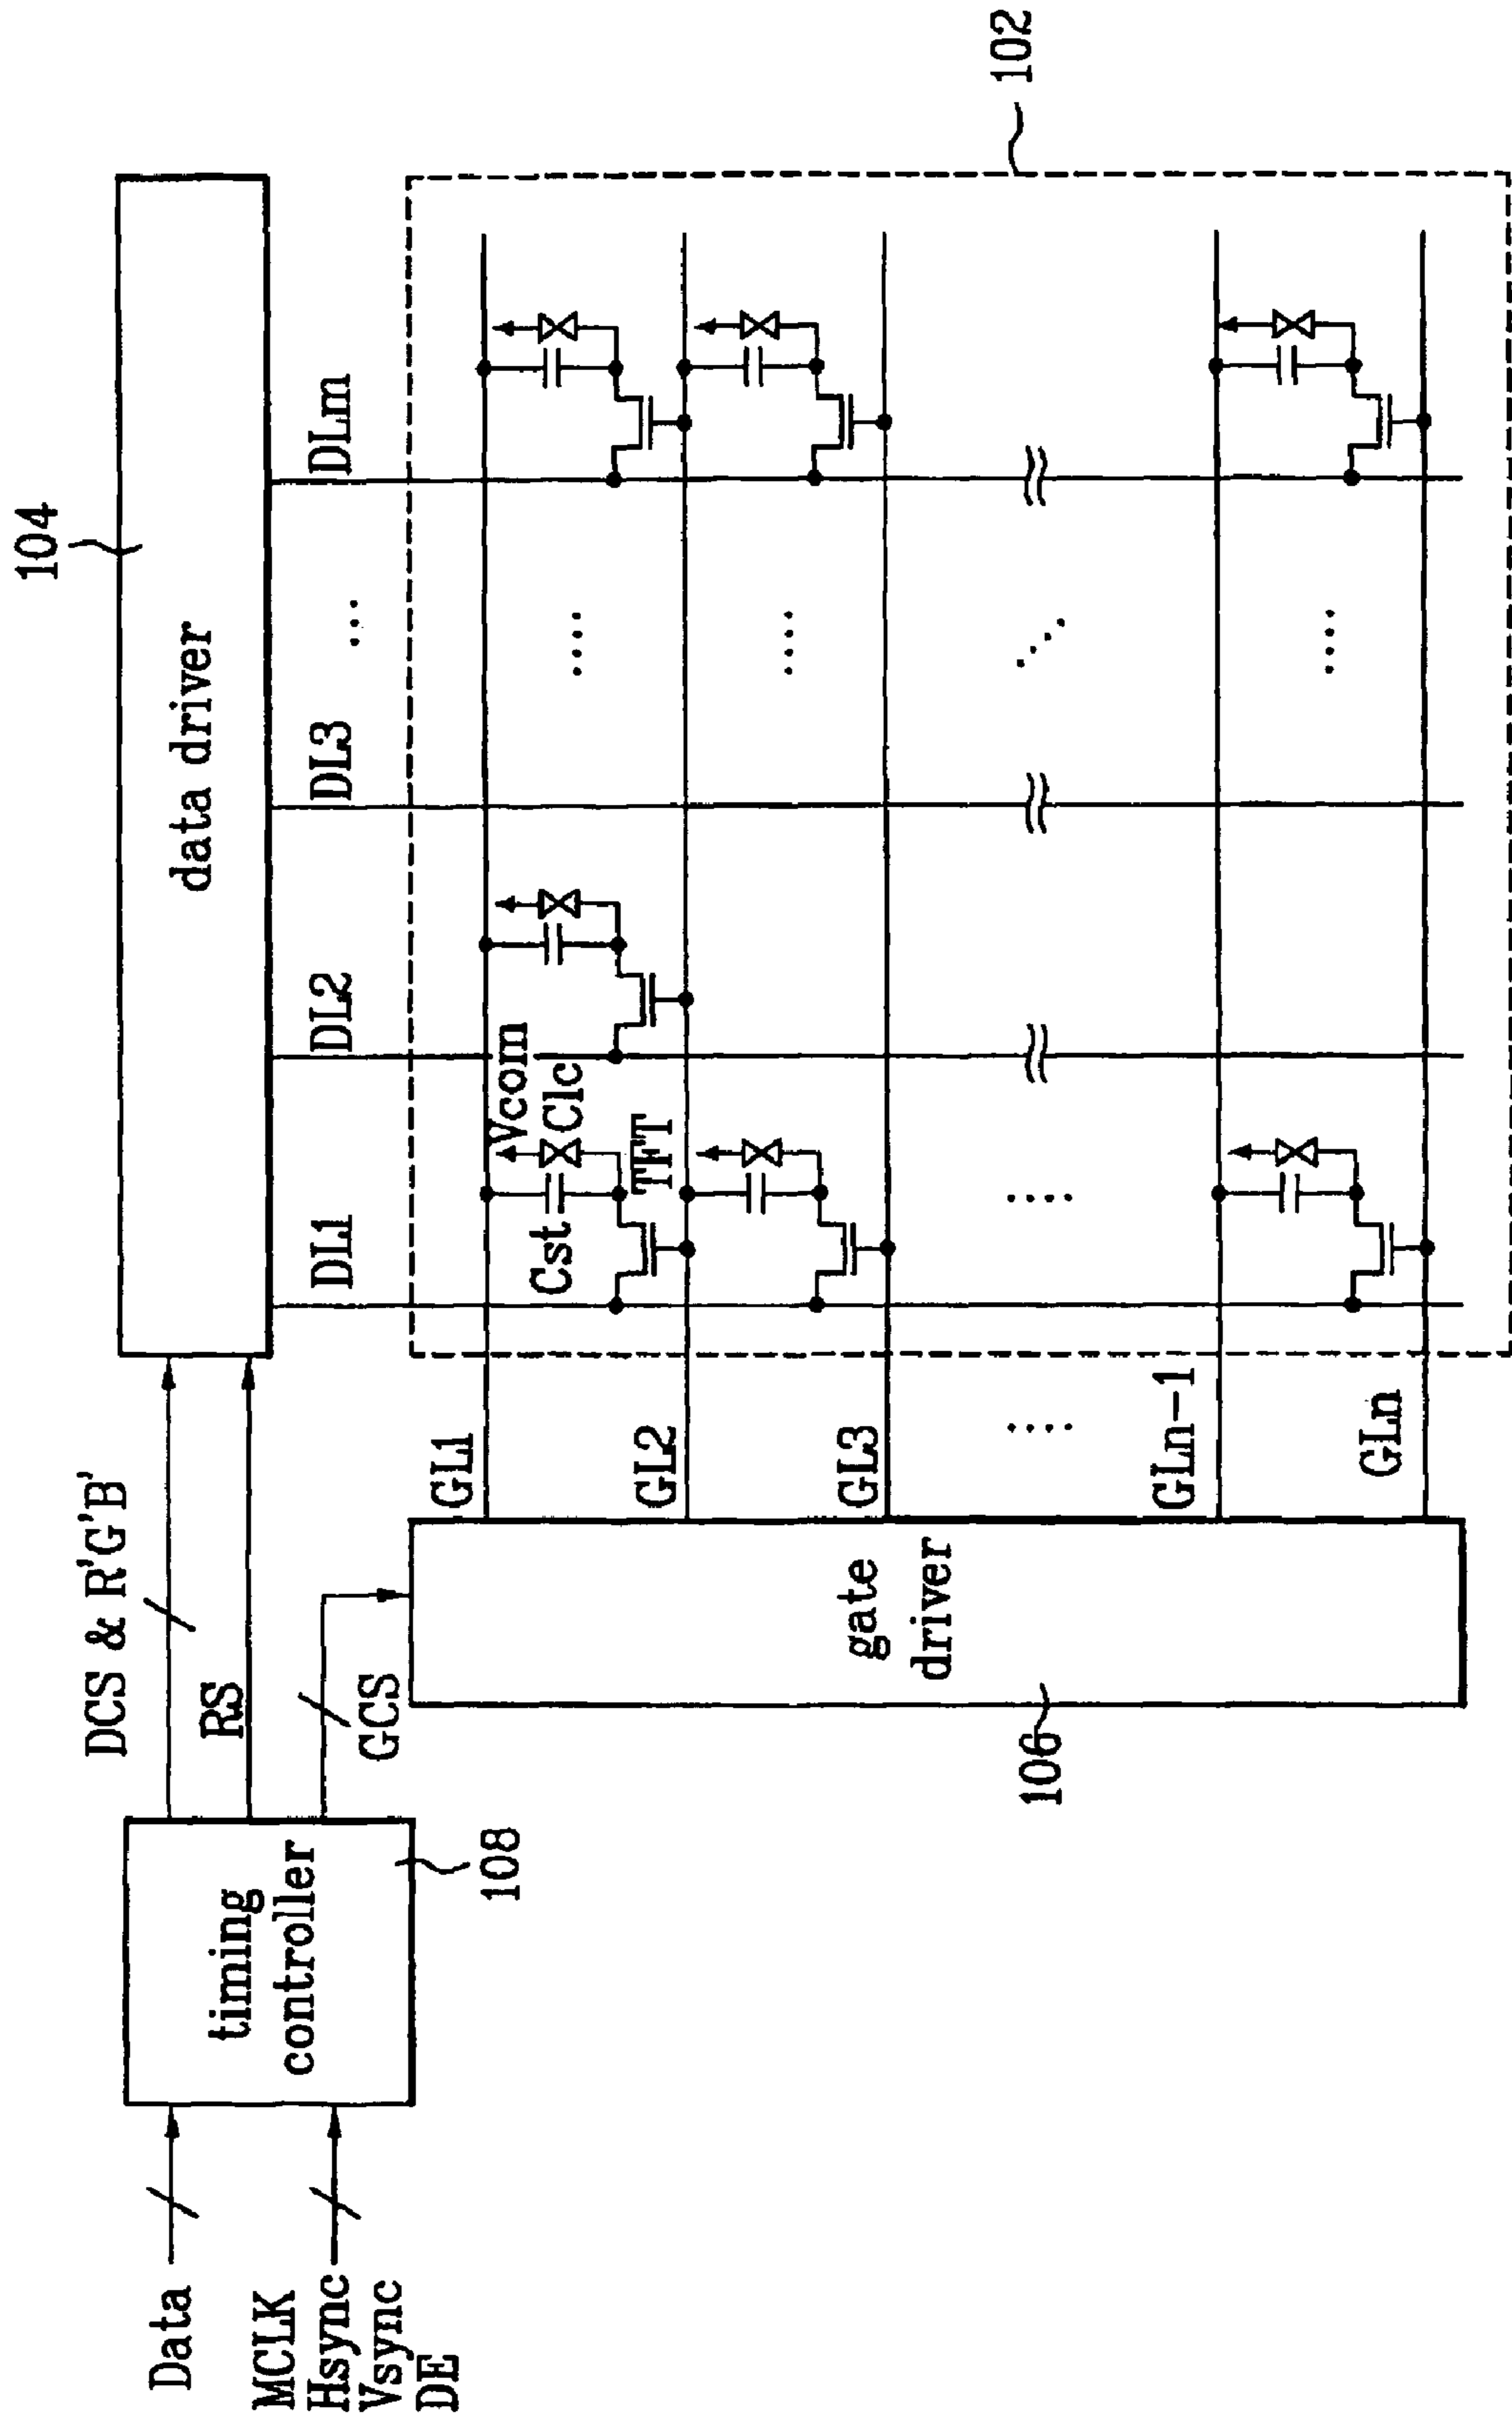 104
data driver
DCS & R'G'B'
RS
GCS
timing
controller
108
Data
MCLK
Hsync
Vsync
DE
DL1
DL2
DL3
...
DLm
102
GL1
GL2
GL3
....
GLn-1
GLn
Vcom
Clc
Cst
TFT
gate
driver
106